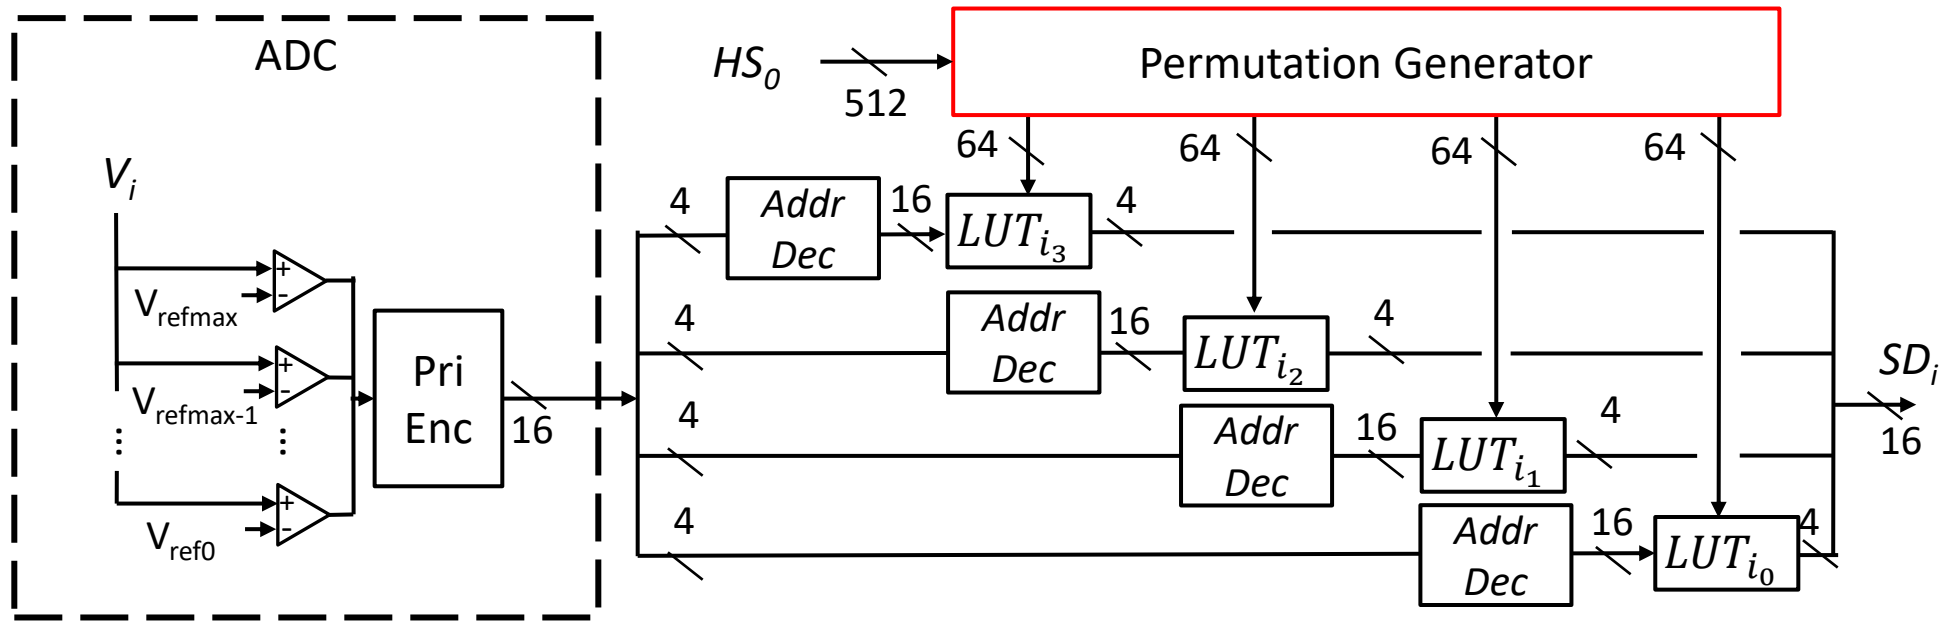 ADC
HS0
512
Permutation Generator
64
64
64
64
Vi
4
Addr
Dec
16
LUTi3
4
+
-
Vrefmax
4
Addr
Dec
16
LUTi2
4
+
-
Vrefmax-1
Pri
Enc
16
4
Addr
Dec
16
LUTi1
4
SDi
16
...
...
+
-
Vref0
4
Addr
Dec
16
LUTi0
4